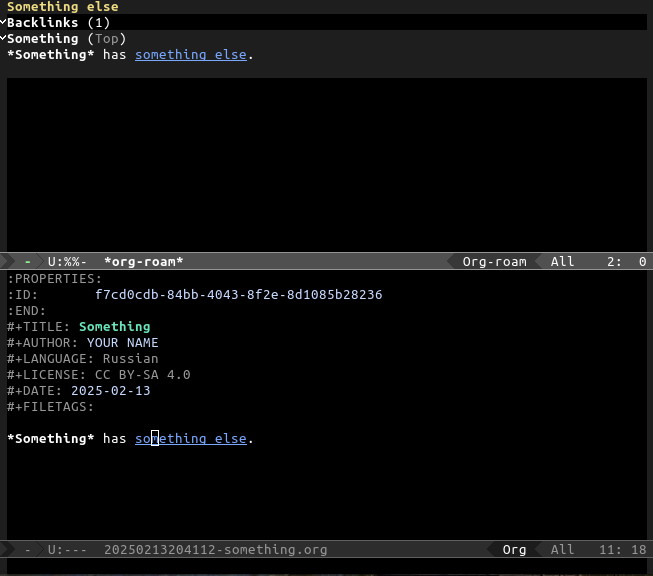 Something else
Backlinks (1)
Something (Top)
*Something* has something else.
- U:%%- *org-roam* Org-roam All 2: 0
:PROPERTIES:
:ID: f7cd0cdb-84bb-4043-8f2e-8d1085b28236
:END:
#+TITLE: Something
#+AUTHOR: YOUR NAME
#+LANGUAGE: Russian
#+LICENSE: CC BY-SA 4.0
#+DATE: 2025-02-13
#+FILETAGS:
*Something* has something else.
- U:--- 20250213204112-something.org Org All 11: 18